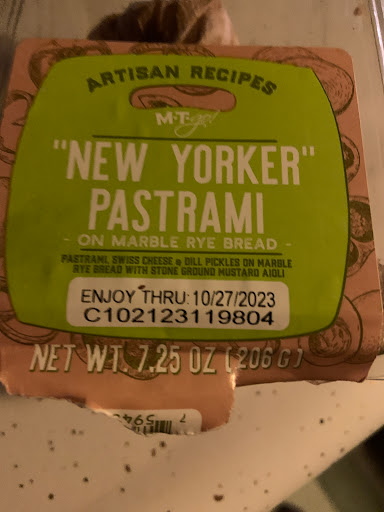 ARTISAN RECIPES
M·T·go!
"NEW YORKER"
PASTRAMI
- ON MARBLE RYE BREAD -
PASTRAMI, SWISS CHEESE & DILL PICKLES ON MARBLE
RYE BREAD WITH STONE GROUND MUSTARD AIOLI
ENJOY THRU: 10/27/2023
C102123119804
NET WT. 7.25 OZ (206 G)